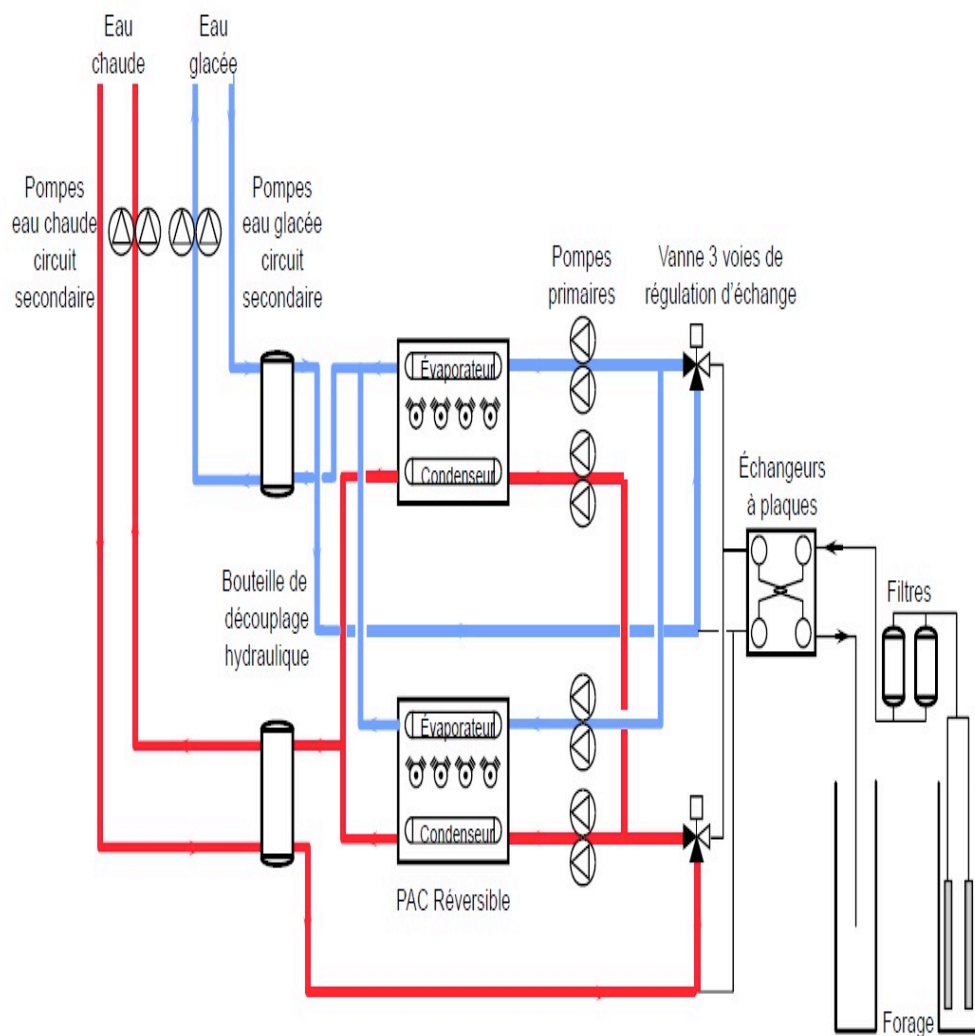 Eau
chaude
Eau
glacée
Pompes
eau chaude
circuit
secondaire
Pompes
eau glacée
circuit
secondaire
Pompes
primaires
Vanne 3 voies de
régulation d'échange
Évaporateur
Condenseur
Échangeurs
à plaques
Bouteille de
découplage
hydraulique
Filtres
Évaporateur
Condenseur
PAC Réversible
Forage